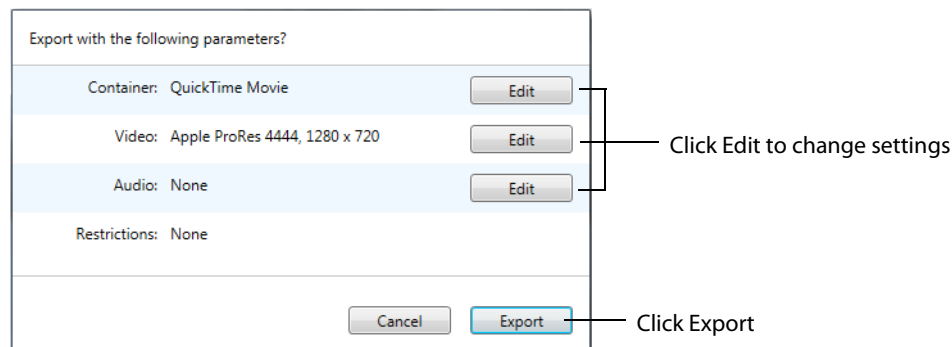 Export with the following parameters?
Container: QuickTime Movie Edit
Video: Apple ProRes 4444, 1280 x 720 Edit
Click Edit to change settings
Audio: None Edit
Restrictions: None
Cancel Export Click Export